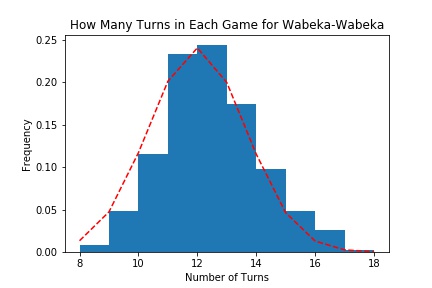 How Many Turns in Each Game for Wabeka-Wabeka
0.25
0.20
0.15
0.10
0.05
0.00
Frequency
8 10 12 14 16 18
Number of Turns